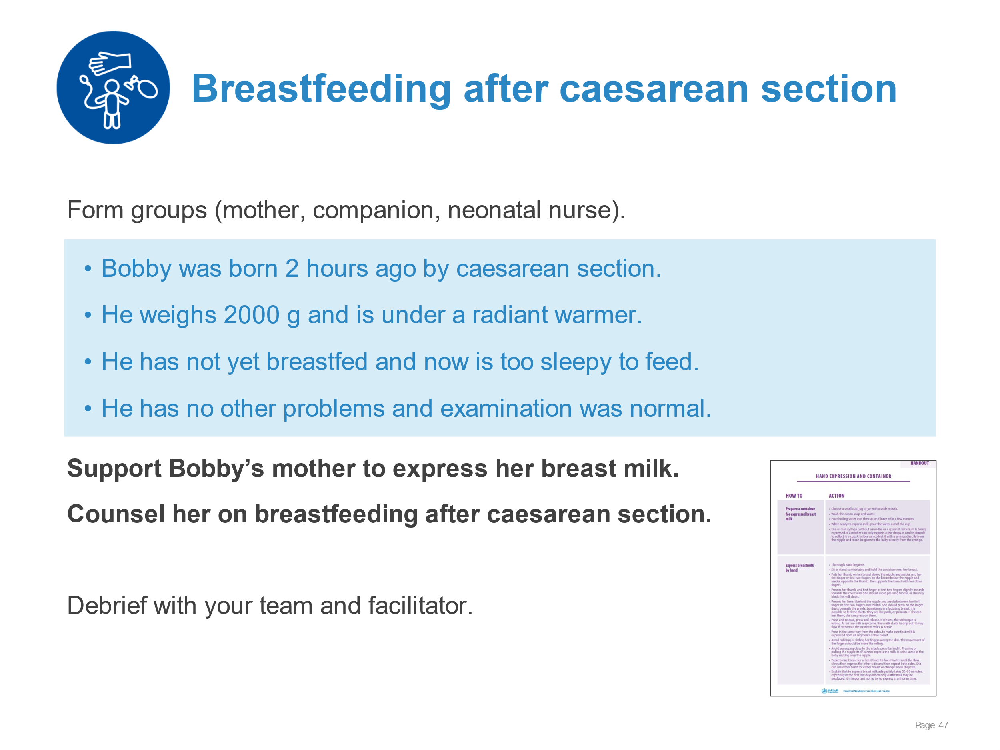 Breastfeeding after caesarean section
Form groups (mother, companion, neonatal nurse).
• Bobby was born 2 hours ago by caesarean section.
• He weighs 2000 g and is under a radiant warmer.
• He has not yet breastfed and now is too sleepy to feed.
• He has no other problems and examination was normal.
Support Bobby’s mother to express her breast milk.
Counsel her on breastfeeding after caesarean section.
Debrief with your team and facilitator.
HANDOUT
HAND EXPRESSION AND CONTAINER
HOW TO
ACTION
Prepare a container
for expressed breast
milk
• Choose a small cup, jug or jar with a wide mouth.
• Wash the cup in soap and water.
• Pour boiling water into the cup and leave it for a few minutes.
• When ready to express milk, pour the water out of the cup.
• Use a small syringe (without a needle) or a spoon if colostrum is being
expressed. If a mother can only express a few drops, it can be difficult
to collect in a cup. A helper can collect it with a syringe directly from
the nipple and it can be given to the baby directly from the syringe.
Express breastmilk
by hand
• Thorough hand hygiene.
• Sit or stand comfortably and hold the container near her breast.
• Puts her thumb on her breast above the nipple and areola, and her
first finger or first two fingers on the breast below the nipple and
areola, opposite the thumb. She supports the breast with her other
fingers.
• Presses her thumb and first finger or first two fingers slightly inwards
towards the chest wall. She should avoid pressing too far, or she may
block the milk ducts.
• Presses her breast behind the nipple and areola between her first
finger or first two fingers and thumb. She should press on the larger
ducts beneath the areola. Sometimes in a lactating breast, it is
possible to feel the ducts. They are like pods, or peanuts. If she can
feel them, she can press on them.
• Press and release, press and release. If it hurts, the technique is
wrong. At first no milk may come, then milk starts to drip out. It may
flow in streams if the oxytocin reflex is active.
• Press in the same way from the sides, to make sure that milk is
expressed from all segments of the breast.
• Avoid rubbing or sliding her fingers along the skin. The movement of
the fingers should be more like rolling.
• Avoid squeezing close to the nipple press behind it. Pressing or
pulling the nipple itself cannot express the milk. It is the same as the
baby sucking only the nipple.
• Express one breast for at least three to five minutes until the flow
slows; then express the other side; and then repeat both sides. She
can use either hand for either breast or change when they tire.
• Explain that to express breast milk adequately takes 20–30 minutes,
especially in the first few days when only a little milk may be
produced. It is important not to try to express in a shorter time.
World Health
Organization
Essential Newborn Care Modular Course
Page 47